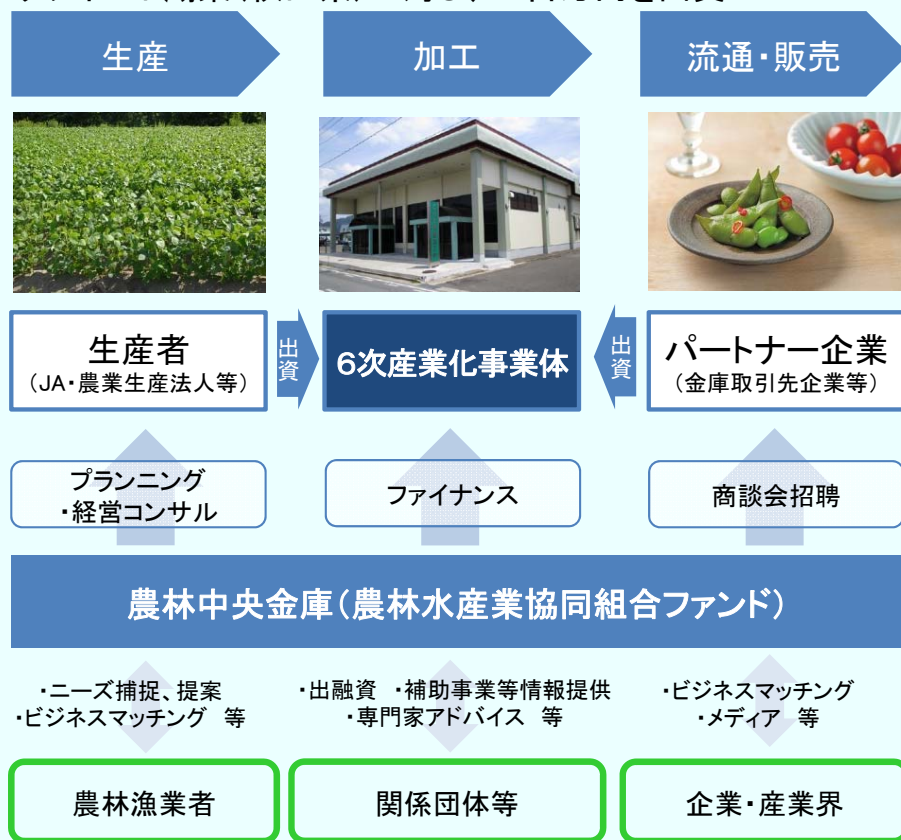 生産
加工
流通・販売
生産者
(JA・農業生産法人等)
出資
6次産業化事業体
出資
パートナー企業
(金庫取引先企業等)
プランニング
・経営コンサル
ファイナンス
商談会招聘
農林中央金庫(農林水産業協同組合ファンド)
・ニーズ捕捉、提案
・ビジネスマッチング 等
・出融資 ・補助事業等情報提供
・専門家アドバイス 等
・ビジネスマッチング
・メディア 等
農林漁業者
関係団体等
企業・産業界